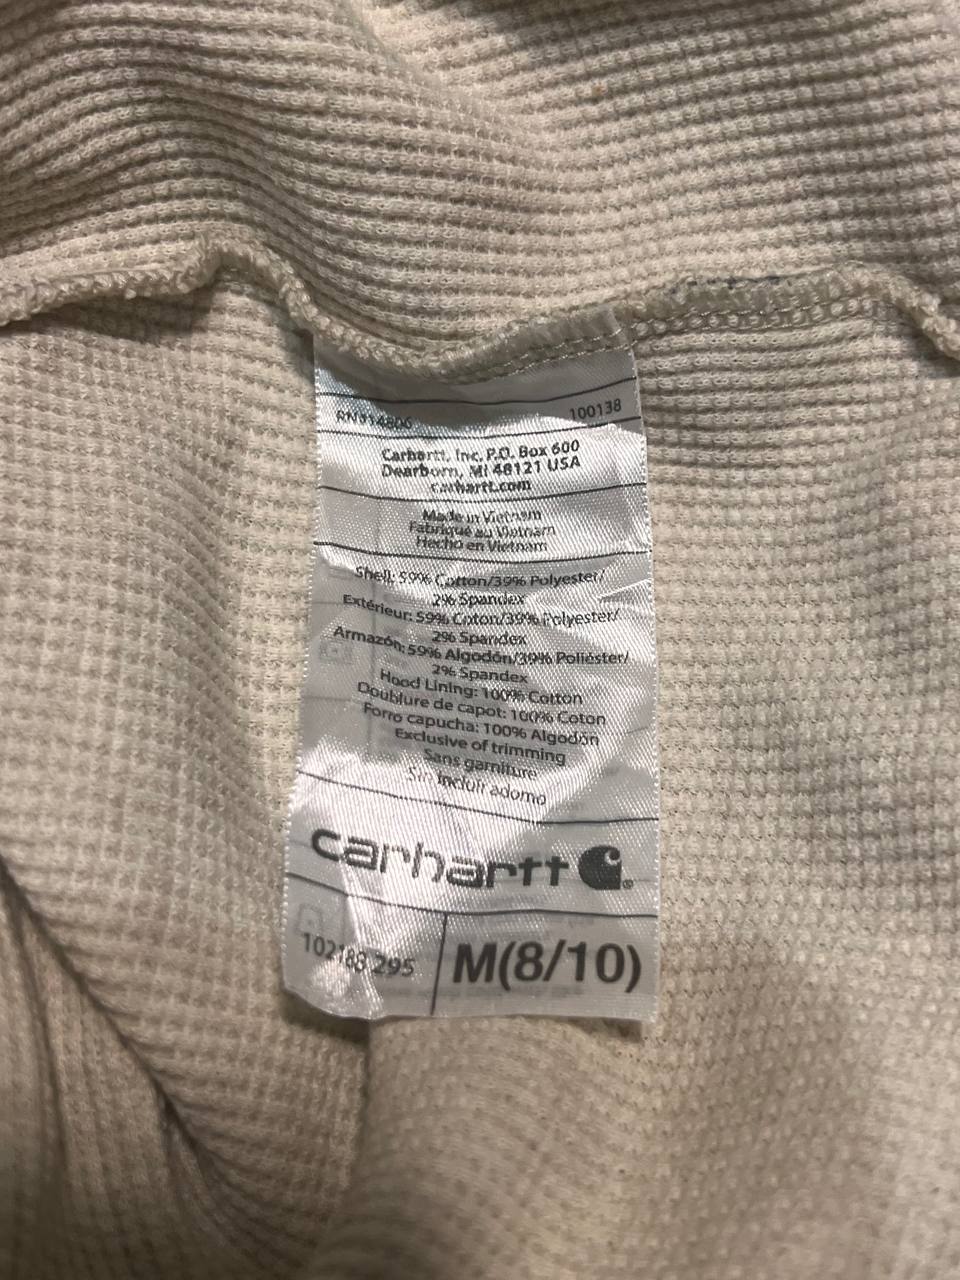 RN114806 100138
Carhartt, Inc. P.O. Box 600
Dearborn, MI 48121 USA
carhartt.com
Made in Vietnam
Fabriqué au Vietnam
Hecho en Vietnam
Shell: 59% Cotton/39% Polyester/
2% Spandex
Extérieur: 59% Coton/39% Polyester/
2% Spandex
Armazón: 59% Algodón/39% Poliéster/
2% Spandex
Hood Lining: 100% Cotton
Doublure de capot: 100% Coton
Forro capucha: 100% Algodón
Exclusive of trimming
Sans garniture
Sin incluir adorno
carhartt
102188 295 M(8/10)